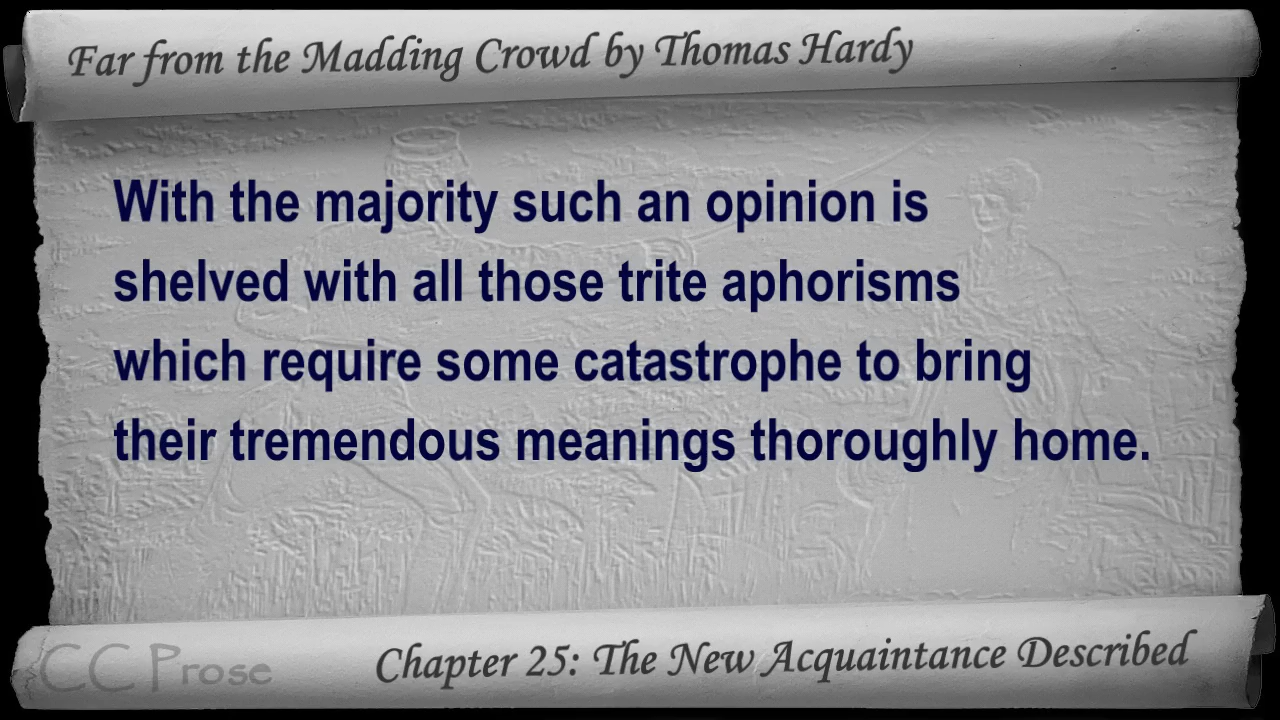 Far from the Madding Crowd by Thomas Hardy
With the majority such an opinion is
shelved with all those trite aphorisms
which require some catastrophe to bring
their tremendous meanings thoroughly home.
CC Prose
Chapter 25: The New Acquaintance Described